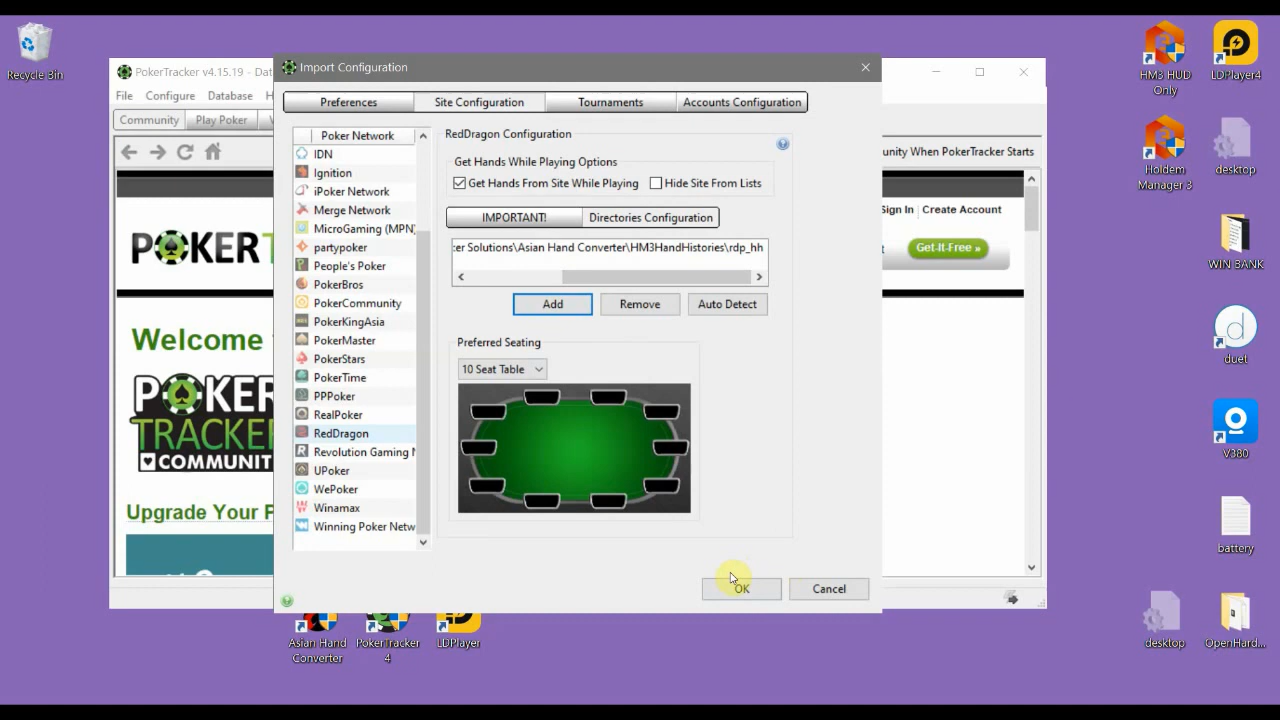 Recycle Bin
HM3 HUD
Only
LDPlayer4
Holdem
Manager 3
desktop
WIN BANK
duet
V380
battery
desktop
OpenHard...
PokerTracker v4.15.19 - Dat
File Configure Database H
Community Play Poker
unity When PokerTracker Starts
Sign In | Create Account
Get-It-Free »
POKER
Welcome
POKER
TRACKER
COMMUNITY
Upgrade Your P
Import Configuration
Preferences Site Configuration Tournaments Accounts Configuration
Poker Network
IDN
Ignition
iPoker Network
Merge Network
MicroGaming (MPN)
partypoker
People's Poker
PokerBros
PokerCommunity
PokerKingAsia
PokerMaster
PokerStars
PokerTime
PPPoker
RealPoker
RedDragon
Revolution Gaming N
UPoker
WePoker
Winamax
Winning Poker Netw
RedDragon Configuration
Get Hands While Playing Options
Get Hands From Site While Playing Hide Site From Lists
IMPORTANT! Directories Configuration
er Solutions\Asian Hand Converter\HM3HandHistories\rdp_hh
Add Remove Auto Detect
Preferred Seating
10 Seat Table
OK Cancel
Asian Hand
Converter
PokerTracker
4
LDPlayer